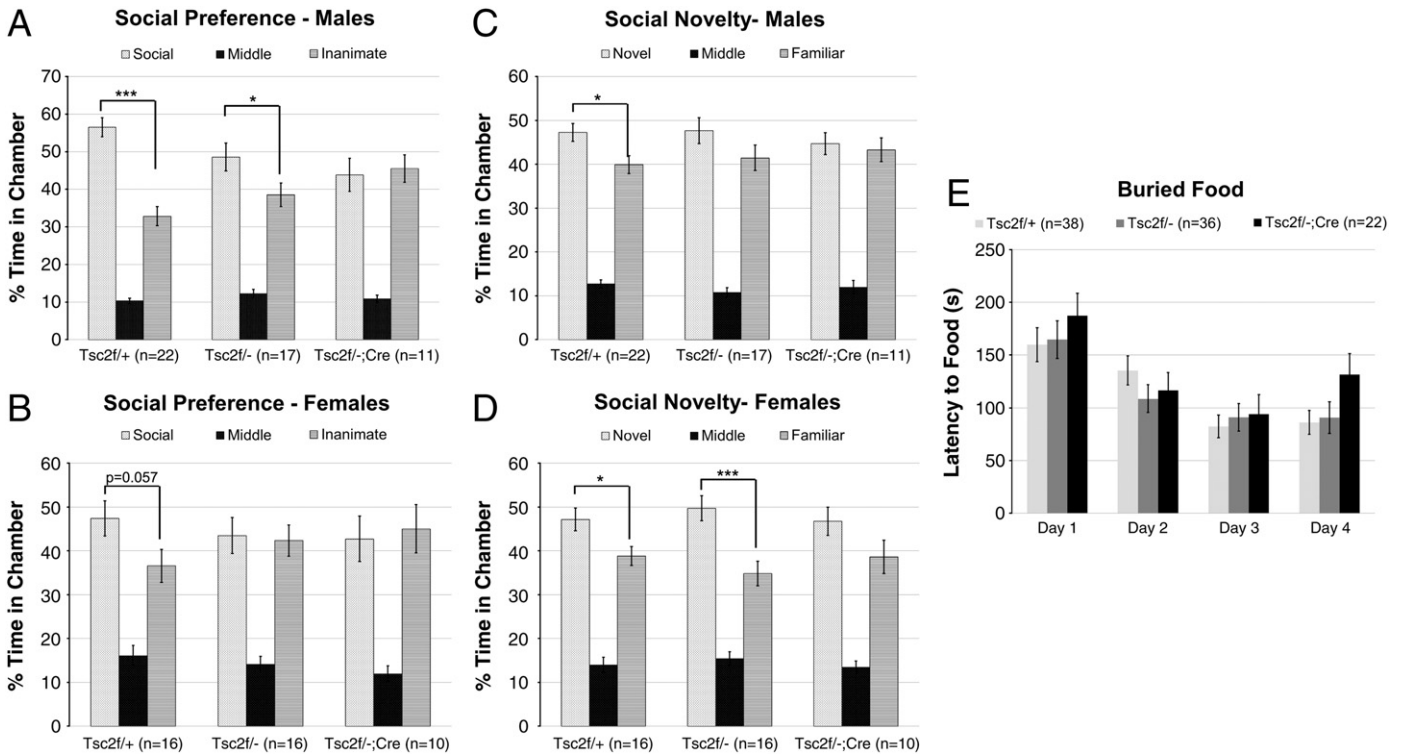 A
Social Preference - Males
Social Middle Inanimate
% Time in Chamber
70
60
50
40
30
20
10
0
***
*
Tsc2f/+ (n=22) Tsc2f/- (n=17) Tsc2f/-;Cre (n=11)
B
Social Preference - Females
Social Middle Inanimate
% Time in Chamber
60
50
40
30
20
10
0
p=0.057
Tsc2f/+ (n=16) Tsc2f/- (n=16) Tsc2f/-;Cre (n=10)
C
Social Novelty- Males
Novel Middle Familiar
% Time in Chamber
60
50
40
30
20
10
0
*
Tsc2f/+ (n=22) Tsc2f/- (n=17) Tsc2f/-;Cre (n=11)
D
Social Novelty- Females
Novel Middle Familiar
% Time in Chamber
60
50
40
30
20
10
0
*
***
Tsc2f/+ (n=16) Tsc2f/- (n=16) Tsc2f/-;Cre (n=10)
E
Buried Food
Tsc2f/+ (n=38) Tsc2f/- (n=36) Tsc2f/-;Cre (n=22)
Latency to Food (s)
250
200
150
100
50
0
Day 1 Day 2 Day 3 Day 4